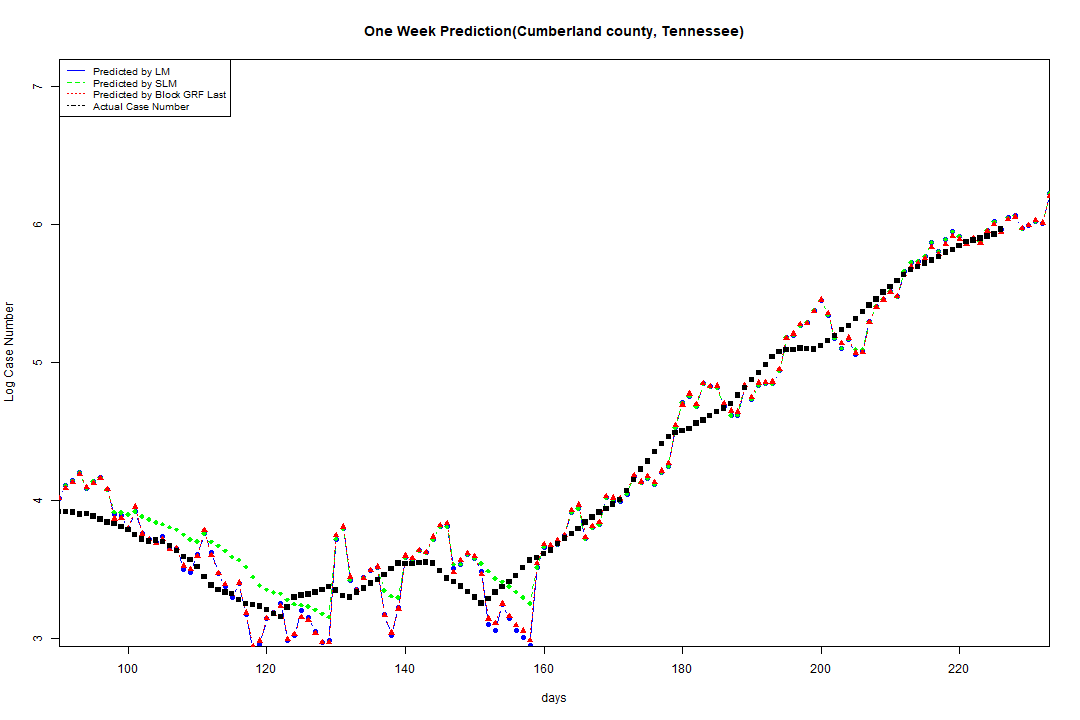 One Week Prediction(Cumberland county, Tennessee)
Predicted by LM
Predicted by SLM
Predicted by Block GRF Last
Actual Case Number
7
6
5
4
3
Log Case Number
100 120 140 160 180 200 220
days